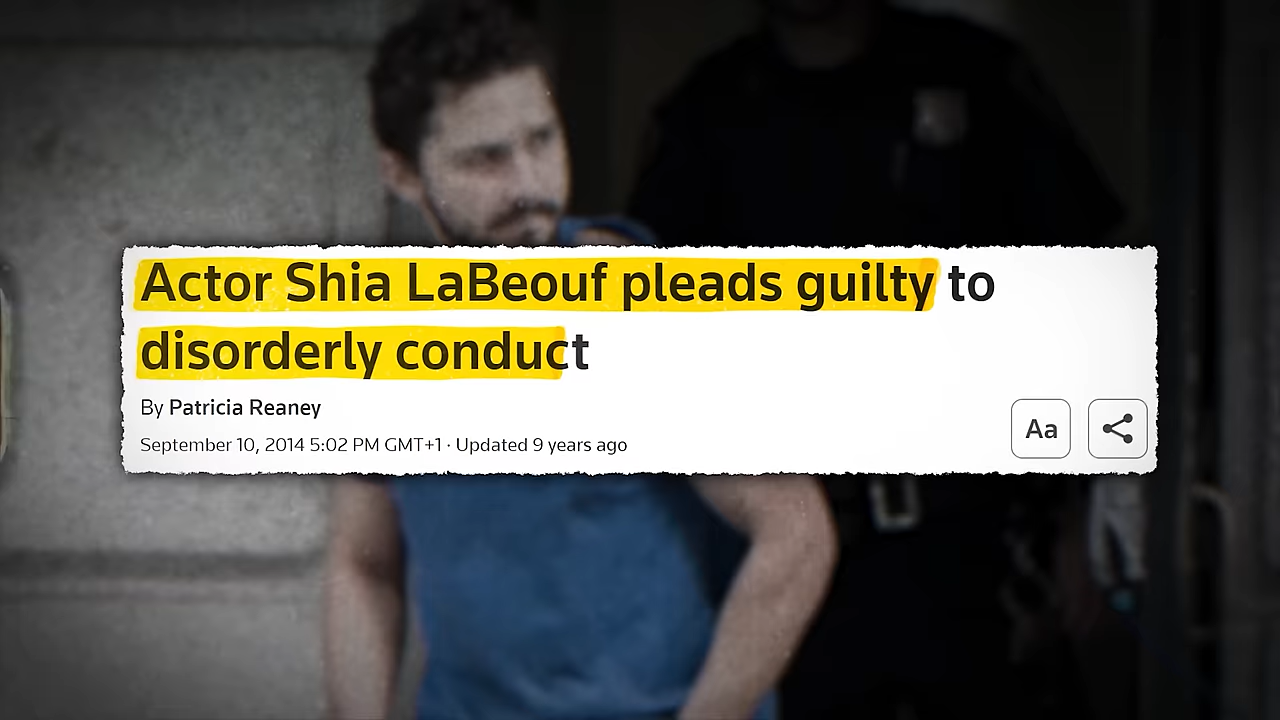 Actor Shia LaBeouf pleads guilty to
disorderly conduct
By Patricia Reaney
September 10, 2014 5:02 PM GMT+1 · Updated 9 years ago
Aa